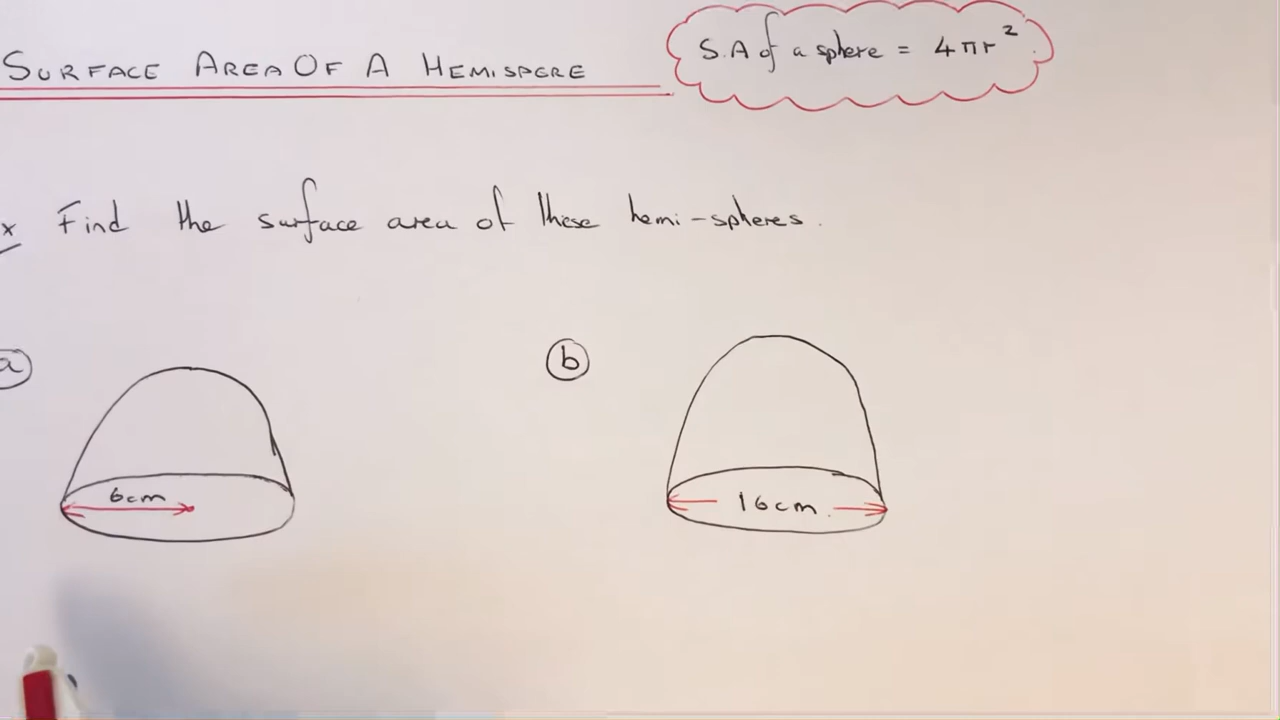 SURFACE AREA OF A HEMISPERE
S.A of a sphere = 4πr²
x Find the surface area of these hemi-spheres.
a
b
6cm
16cm